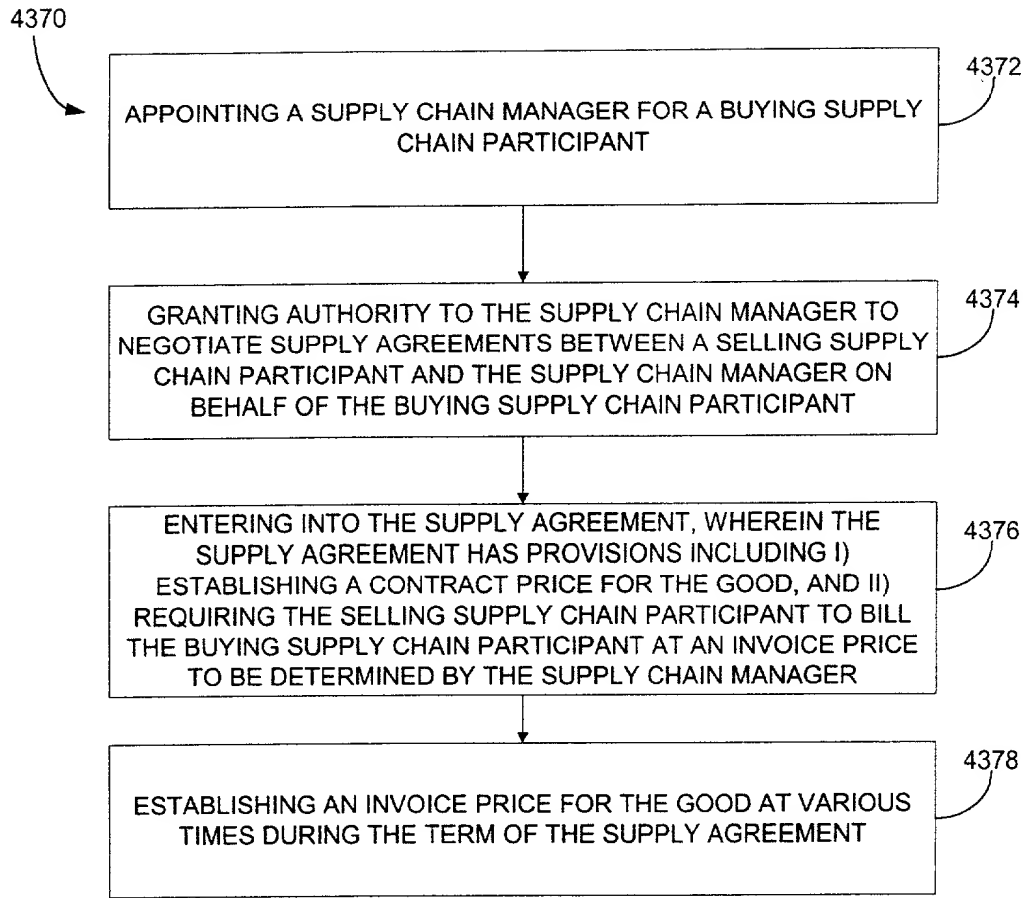 4370
4372
APPOINTING A SUPPLY CHAIN MANAGER FOR A BUYING SUPPLY
CHAIN PARTICIPANT
4374
GRANTING AUTHORITY TO THE SUPPLY CHAIN MANAGER TO
NEGOTIATE SUPPLY AGREEMENTS BETWEEN A SELLING SUPPLY
CHAIN PARTICIPANT AND THE SUPPLY CHAIN MANAGER ON
BEHALF OF THE BUYING SUPPLY CHAIN PARTICIPANT
4376
ENTERING INTO THE SUPPLY AGREEMENT, WHEREIN THE
SUPPLY AGREEMENT HAS PROVISIONS INCLUDING I)
ESTABLISHING A CONTRACT PRICE FOR THE GOOD, AND II)
REQUIRING THE SELLING SUPPLY CHAIN PARTICIPANT TO BILL
THE BUYING SUPPLY CHAIN PARTICIPANT AT AN INVOICE PRICE
TO BE DETERMINED BY THE SUPPLY CHAIN MANAGER
4378
ESTABLISHING AN INVOICE PRICE FOR THE GOOD AT VARIOUS
TIMES DURING THE TERM OF THE SUPPLY AGREEMENT